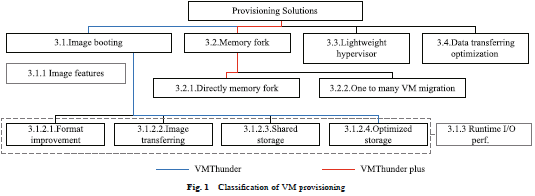 Provisioning Solutions
3.1.Image booting
3.2.Memory fork
3.3.Lightweight
hypervisor
3.4.Data transferring
optimization
3.1.1 Image features
3.2.1.Directly memory fork
3.2.2.One to many VM migration
3.1.2.1.Format
improvement
3.1.2.2.Image
transferring
3.1.2.3.Shared
storage
3.1.2.4.Optimized
storage
3.1.3 Runtime I/O
perf.
VMThunder
VMThunder plus
Fig. 1 Classification of VM provisioning